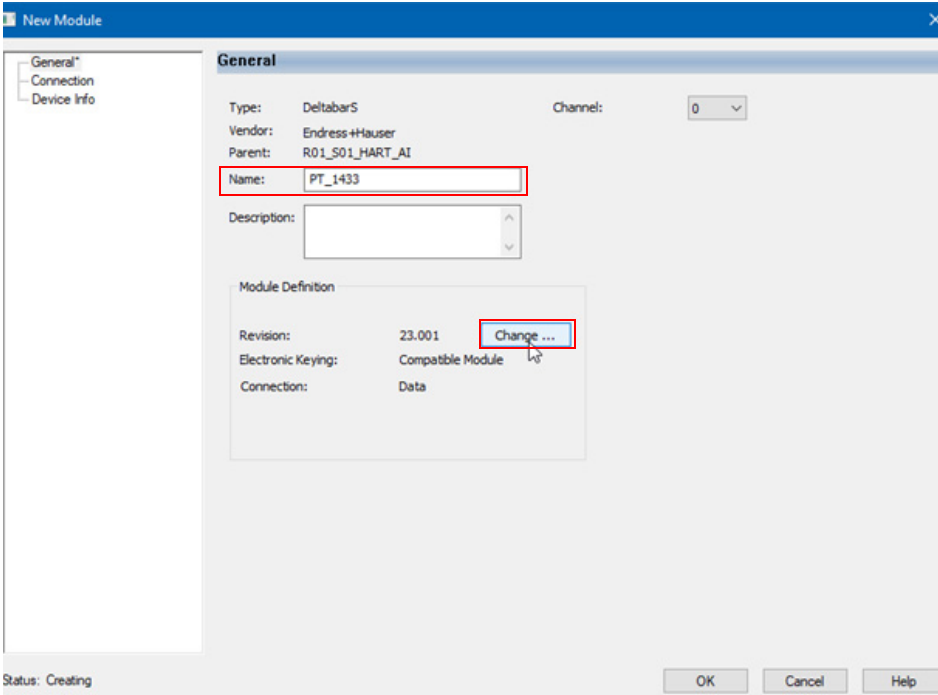 New Module
General*
Connection
Device Info
General
Type: DeltabarS Channel: 0
Vendor: Endress+Hauser
Parent: R01_S01_HART_AI
Name: PT_1433
Description:
Module Definition
Revision: 23.001 Change ...
Electronic Keying: Compatible Module
Connection: Data
Status: Creating OK Cancel Help